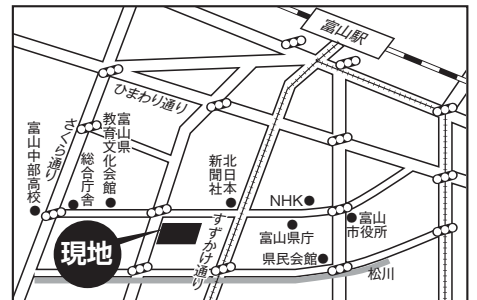 富山駅
ひまわり通り
さくら通り
富山県
教育文化会館
総合庁舎
富山中部高校
北日本
新聞社
NHK
富山
市役所
富山県庁
すずかけ通り
県民会館
現地
松川